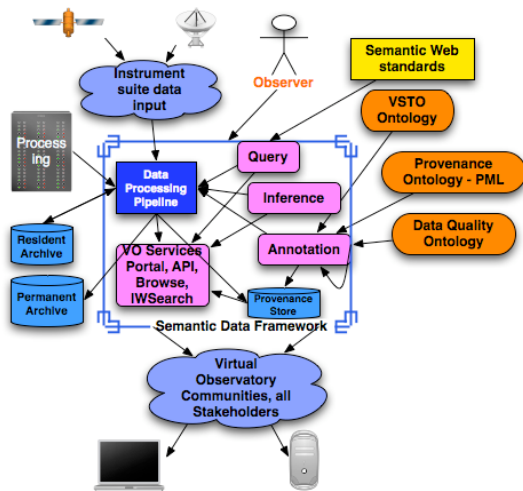 Instrument
suite data
input
Observer
Semantic Web
standards
VSTO
Ontology
Process
ing
Query
Data
Processing
Pipeline
Inference
Provenance
Ontology - PML
Annotation
Data Quality
Ontology
Resident
Archive
VO Services
Portal, API,
Browse,
IWSearch
Permanent
Archive
Provenance
Store
Semantic Data Framework
Virtual
Observatory
Communities, all
Stakeholders